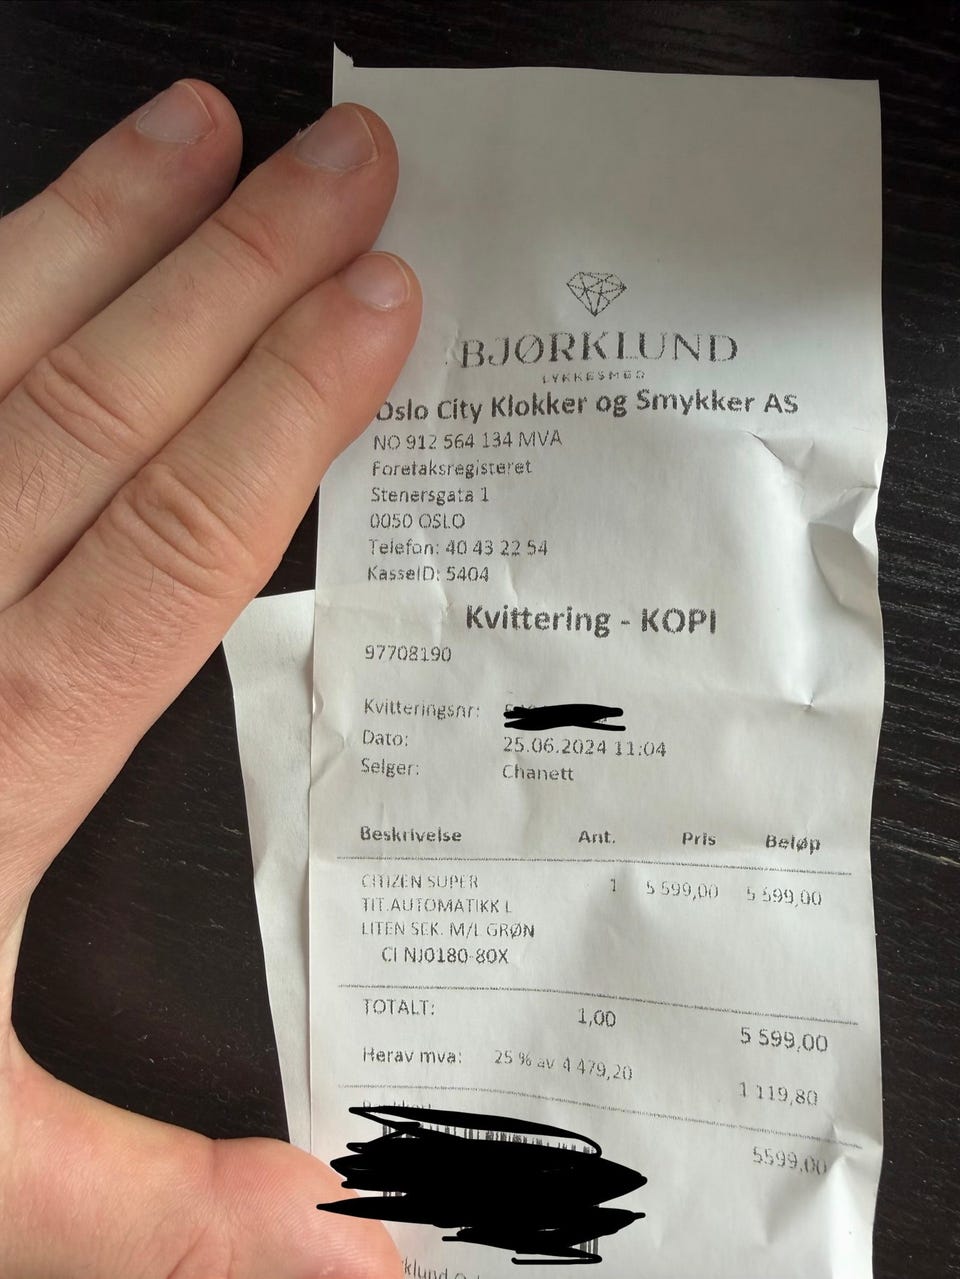 BJØRKLUND
LYKKESMED
Oslo City Klokker og Smykker AS
NO 912 564 134 MVA
Foretaksregisteret
Stenersgata 1
0050 OSLO
Telefon: 40 43 22 54
KasseID: 5404
Kvittering - KOPI
97708190
Kvitteringsnr:
Dato: 25.06.2024 11:04
Selger: Chanett
Beskrivelse Ant. Pris Beløp
CITIZEN SUPER 1 5 599,00 5 599,00
TIT.AUTOMATIKK L
LITEN SEK. M/L GRØN
CI NJ0180-80X
TOTALT: 1,00 5 599,00
Herav mva: 25 % av 4 479,20 1 119,80
5599,00